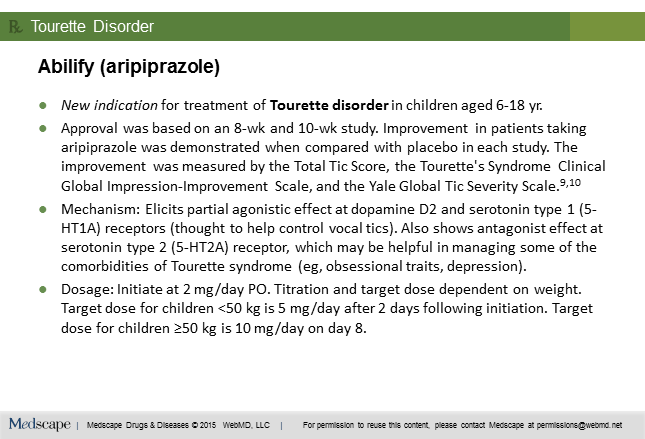 ℞ Tourette Disorder
Abilify (aripiprazole)
● New indication for treatment of Tourette disorder in children aged 6-18 yr.
● Approval was based on an 8-wk and 10-wk study. Improvement in patients taking
aripiprazole was demonstrated when compared with placebo in each study. The
improvement was measured by the Total Tic Score, the Tourette's Syndrome Clinical
Global Impression-Improvement Scale, and the Yale Global Tic Severity Scale.9,10
● Mechanism: Elicits partial agonistic effect at dopamine D2 and serotonin type 1 (5-
HT1A) receptors (thought to help control vocal tics). Also shows antagonist effect at
serotonin type 2 (5-HT2A) receptor, which may be helpful in managing some of the
comorbidities of Tourette syndrome (eg, obsessional traits, depression).
● Dosage: Initiate at 2 mg/day PO. Titration and target dose dependent on weight.
Target dose for children <50 kg is 5 mg/day after 2 days following initiation. Target
dose for children ≥50 kg is 10 mg/day on day 8.
Medscape | Medscape Drugs & Diseases © 2015 WebMD, LLC | For permission to reuse this content, please contact Medscape at permissions@webmd.net